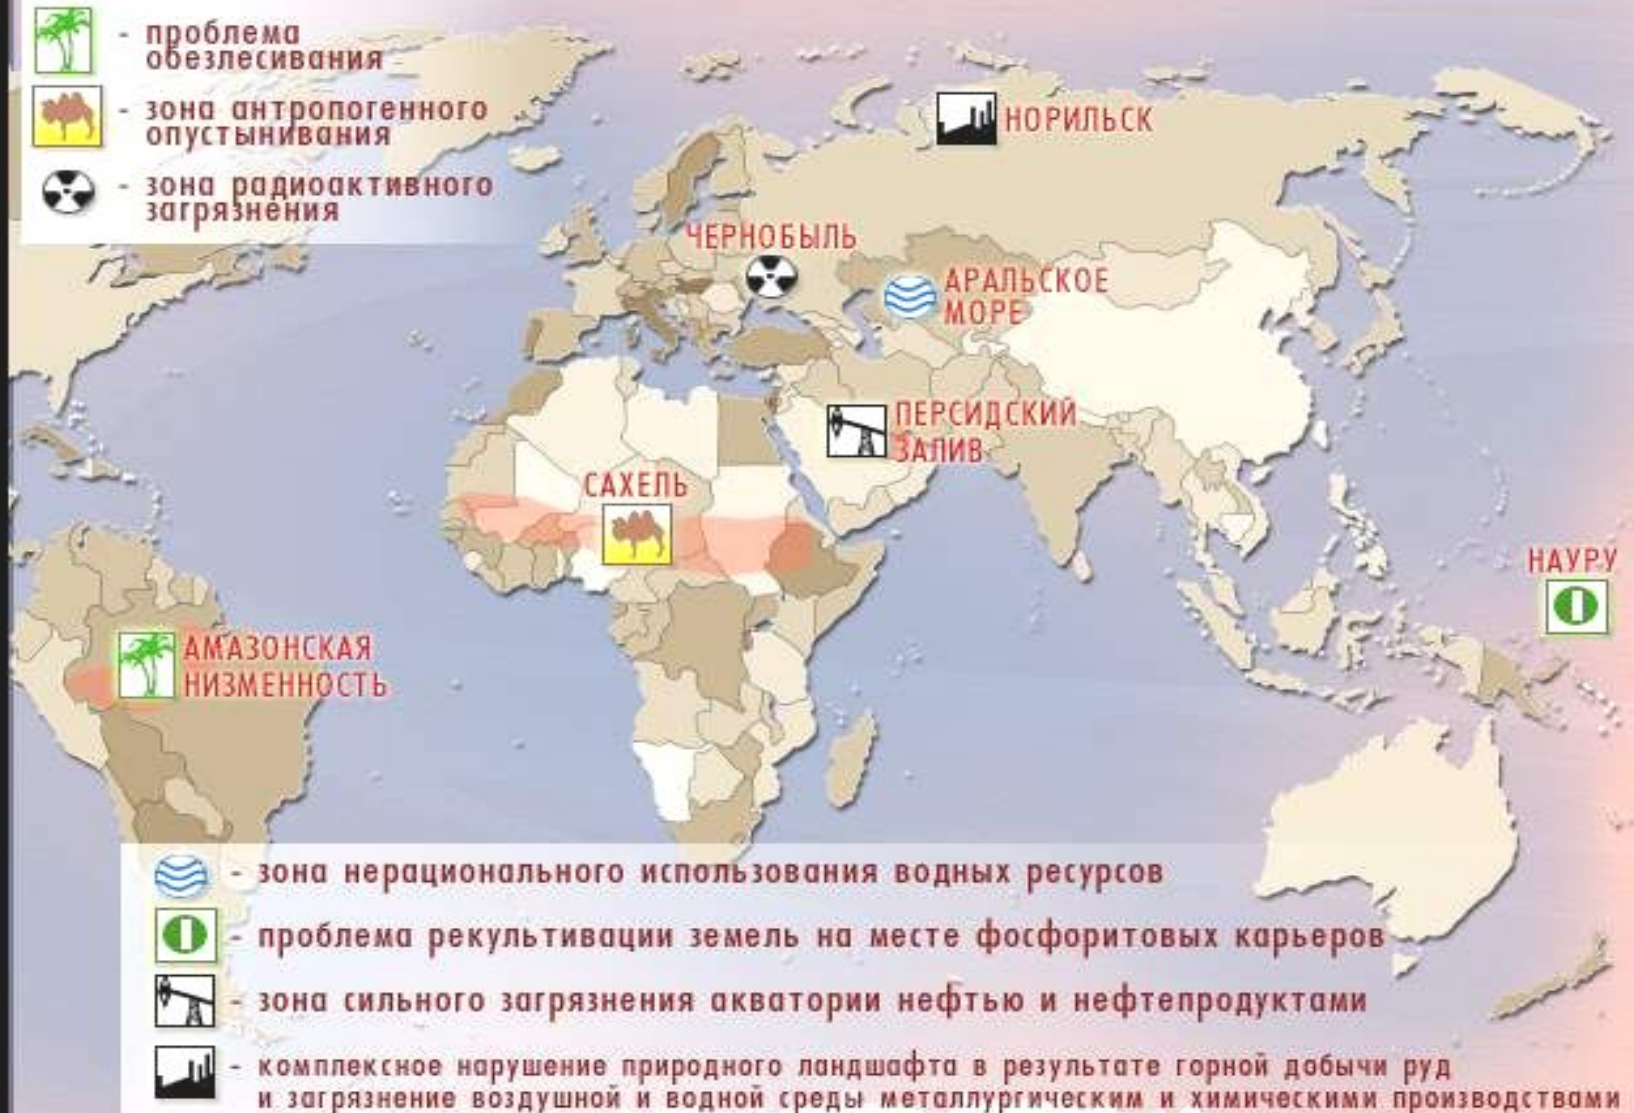 - проблема
обезлесивания
- зона антропогенного
опустынивания
- зона радиоактивного
загрязнения
НОРИЛЬСК
ЧЕРНОБЫЛЬ
АРАЛЬСКОЕ
МОРЕ
ПЕРСИДСКИЙ
ЗАЛИВ
САХЕЛЬ
НАУРУ
АМАЗОНСКАЯ
НИЗМЕННОСТЬ
- зона нерационального использования водных ресурсов
- проблема рекультивации земель на месте фосфоритовых карьеров
- зона сильного загрязнения акватории нефтью и нефтепродуктами
- комплексное нарушение природного ландшафта в результате горной добычи руд
и загрязнение воздушной и водной среды металлургическим и химическими производствами